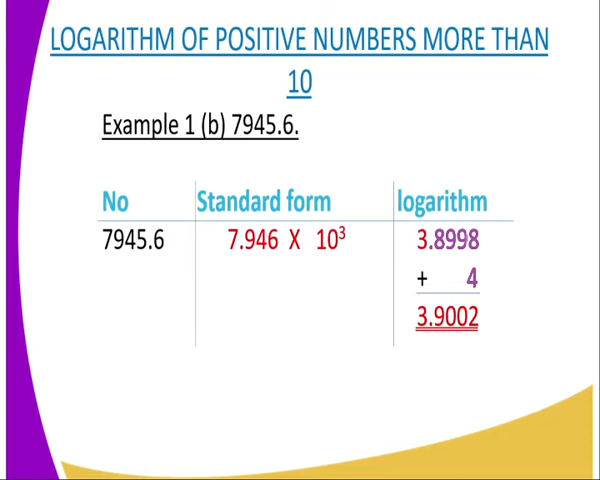 LOGARITHM OF POSITIVE NUMBERS MORE THAN
10
Example 1 (b) 7945.6.
No Standard form logarithm
7945.6 7.946 X 10³ 3.8998
+ 4
3.9002